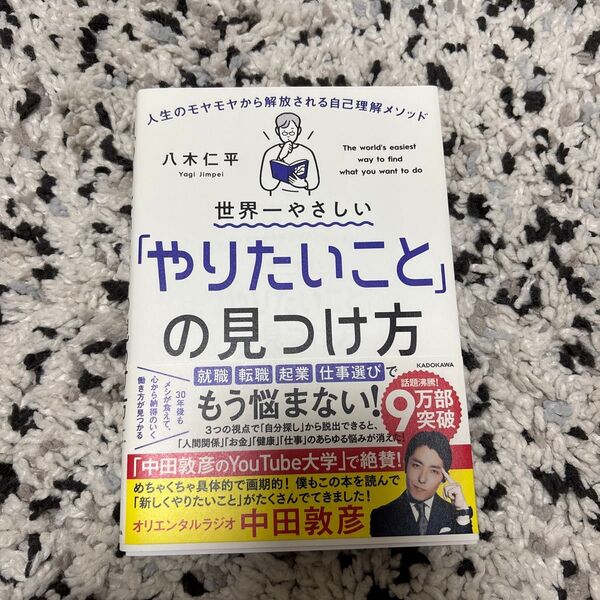 人生のモヤモヤから解放される自己理解メソッド
八木仁平
Yagi Jimpei
The world's easiest
way to find
what you want to do
世界一やさしい
「やりたいこと」
の見つけ方
KADOKAWA
30年後も
メシが食えて、
心から納得のいく
働き方が見つかる
就職 転職 起業 仕事選びで
もう悩まない!
3つの視点で「自分探し」から脱出できると、
「人間関係」「お金」「健康」「仕事」のあらゆる悩みが消えた!
話題沸騰!
9万部
突破
「中田敦彦のYouTube大学」で絶賛!
めちゃくちゃ具体的で画期的!僕もこの本を読んで
「新しくやりたいこと」がたくさんでてきました!
オリエンタルラジオ 中田敦彦